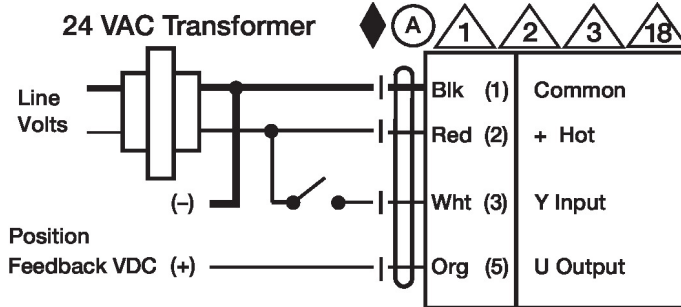 24 VAC Transformer
A 1 2 3 18
Line
Volts
Blk (1) Common
Red (2) + Hot
(–)
Wht (3) Y Input
Position
Feedback VDC (+)
Org (5) U Output